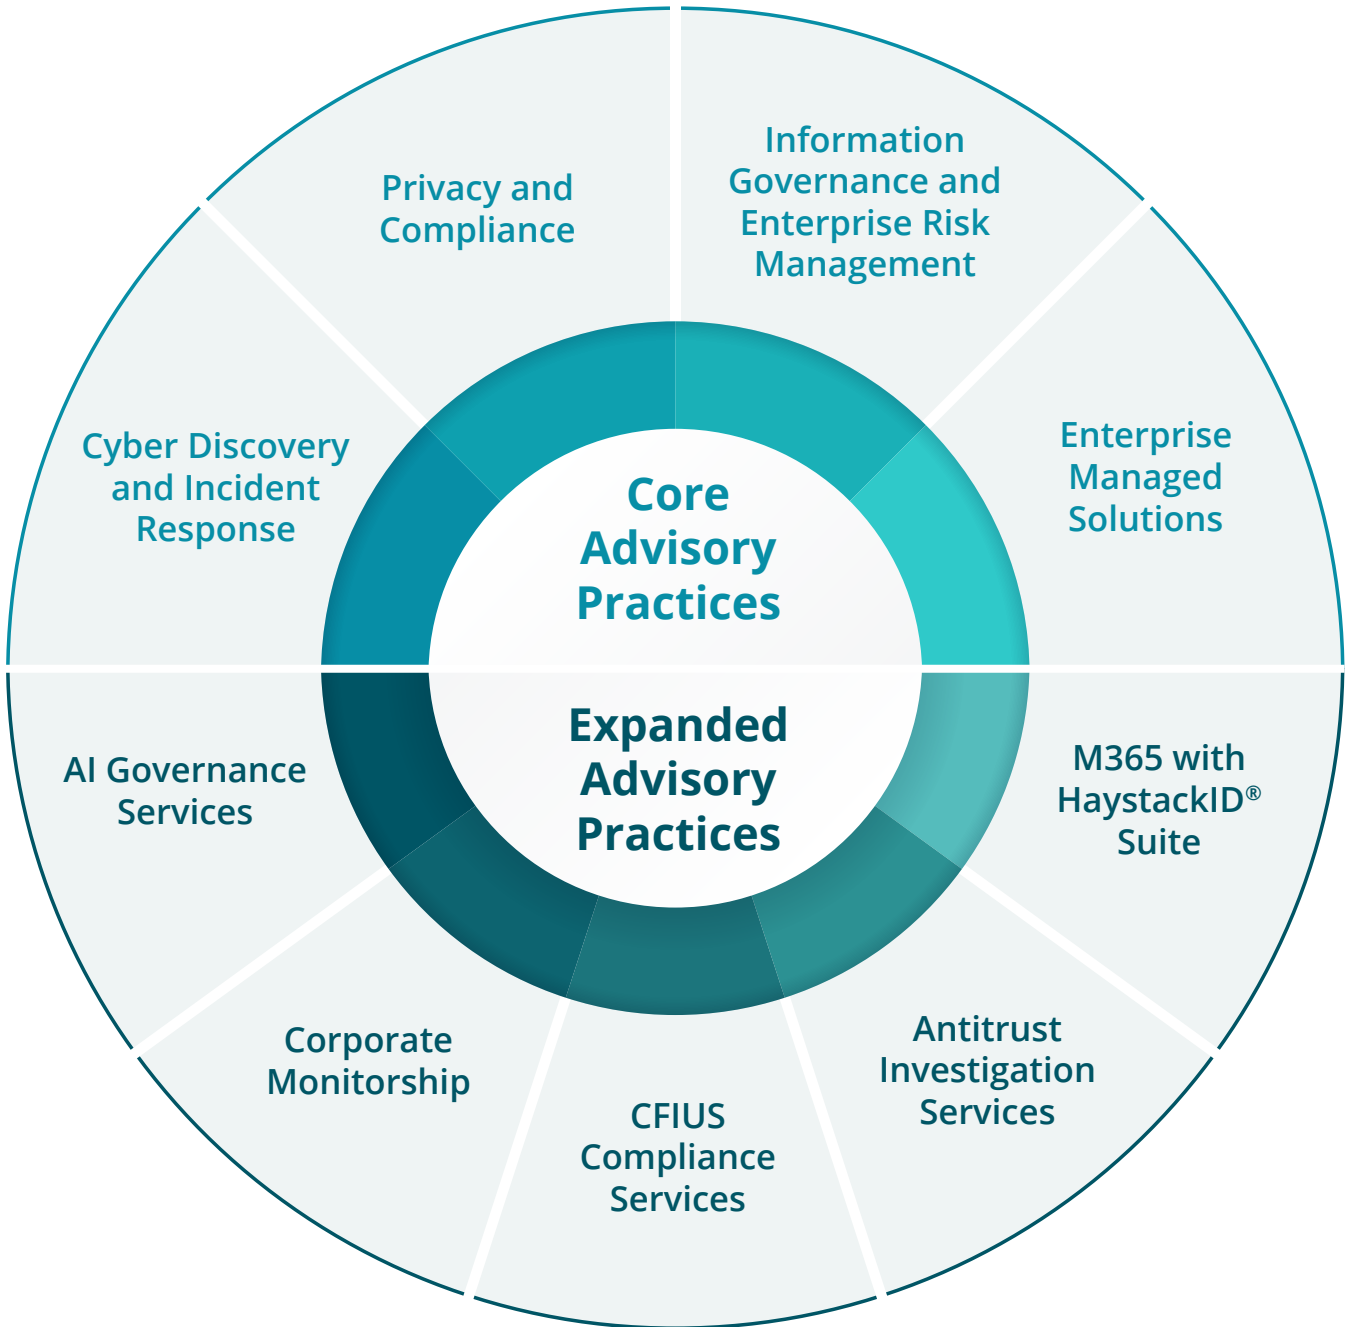 Privacy and
Compliance
Information
Governance and
Enterprise Risk
Management
Cyber Discovery
and Incident
Response
Enterprise
Managed
Solutions
Core
Advisory
Practices
Expanded
Advisory
Practices
AI Governance
Services
M365 with
HaystackID®
Suite
Corporate
Monitorship
CFIUS
Compliance
Services
Antitrust
Investigation
Services